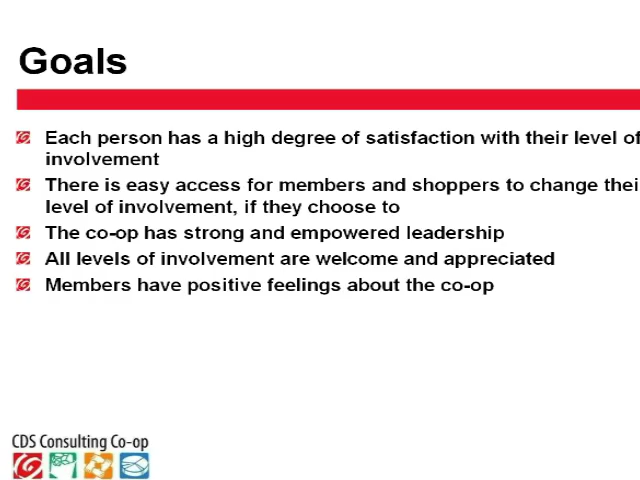 Goals
Each person has a high degree of satisfaction with their level of
involvement
There is easy access for members and shoppers to change thei
level of involvement, if they choose to
The co-op has strong and empowered leadership
All levels of involvement are welcome and appreciated
Members have positive feelings about the co-op
CDS Consulting Co-op